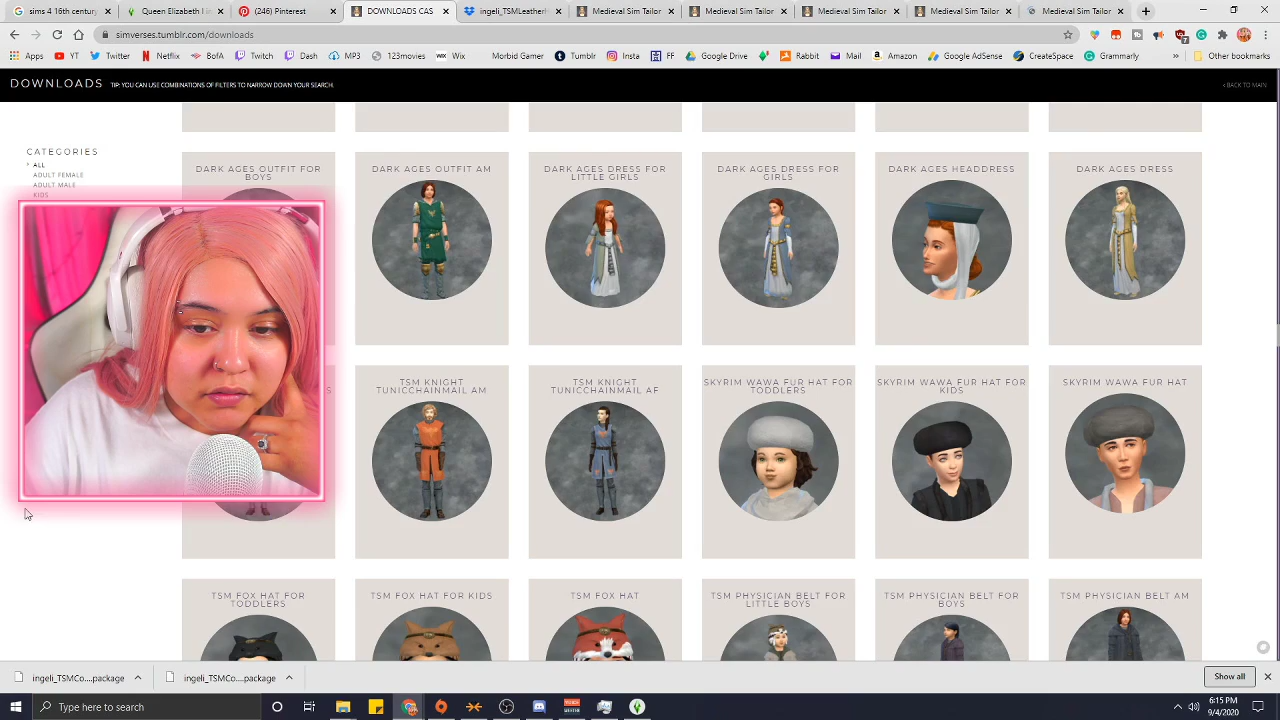 sims 4 16th century
Queen Elizabeth I
(246) Pinterest
DOWNLOADS CAS
ingeli_TSMLeather
Medieval Sim Tailor
Medieval Sim Tailor
Medieval Sim Tailor
Medieval Sim Tailor
Medieval Sim Tailor
simverses.tumblr.com/downloads
Apps YT Twitter Netflix BofA Twitch Dash MP3 123movies Wix Morbid Gamer Tumblr Insta FF Google Drive Rabbit Mail Amazon Google AdSense CreateSpace Grammerly
DOWNLOADS TIP: YOU CAN USE COMBINATIONS OF FILTERS TO NARROW DOWN YOUR SEARCH. < BACK TO MAIN
CATEGORIES
ALL
ADULT FEMALE
ADULT MALE
KIDS
DARK AGES OUTFIT FOR
BOYS
DARK AGES OUTFIT AM
DARK AGES DRESS FOR
LITTLE GIRLS
DARK AGES DRESS FOR
GIRLS
DARK AGES HEADDRESS
DARK AGES DRESS
TSM KNIGHT
TUNICCHAINMAIL AM
TSM KNIGHT
TUNICCHAINMAIL AF
SKYRIM WAWA FUR HAT FOR
TODDLERS
SKYRIM WAWA FUR HAT FOR
KIDS
SKYRIM WAWA FUR HAT
TSM FOX HAT FOR
TODDLERS
TSM FOX HAT FOR KIDS
TSM FOX HAT
TSM PHYSICIAN BELT FOR
LITTLE BOYS
TSM PHYSICIAN BELT FOR
BOYS
TSM PHYSICIAN BELT AM
ingeli_TSMCo....package
ingeli_TSMCo....package
Show all
Type here to search
6:15 PM
9/4/2020